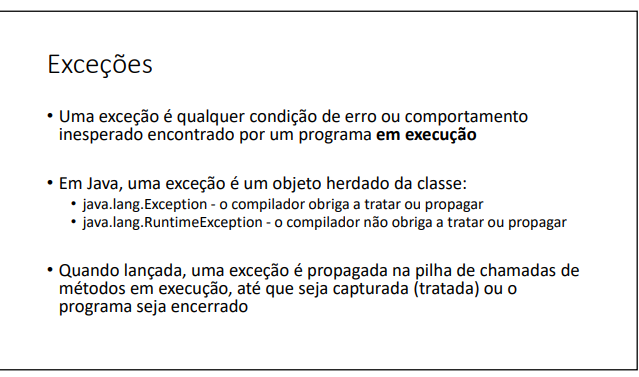 Exceções
• Uma exceção é qualquer condição de erro ou comportamento
inesperado encontrado por um programa em execução
• Em Java, uma exceção é um objeto herdado da classe:
• java.lang.Exception - o compilador obriga a tratar ou propagar
• java.lang.RuntimeException - o compilador não obriga a tratar ou propagar
• Quando lançada, uma exceção é propagada na pilha de chamadas de
métodos em execução, até que seja capturada (tratada) ou o
programa seja encerrado